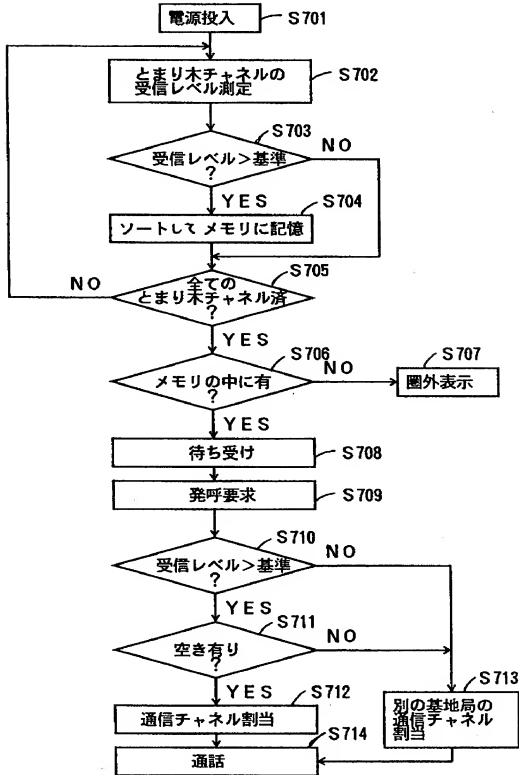 電源投入
S701
とまり木チャネルの
受信レベル測定
S702
S703
受信レベル>基準
?
NO
YES
S704
ソートして メモリに記憶
S705
全ての
とまり木チャネル済
?
NO
YES
S706
メモリの中に有
?
NO
S707
圏外表示
YES
待ち受け
S708
発呼要求
S709
S710
受信レベル>基準
?
NO
YES
S711
空き有り
?
NO
YES
S712
通信チャネル割当
S713
別の基地局の
通信チャネル
割当
S714
通話